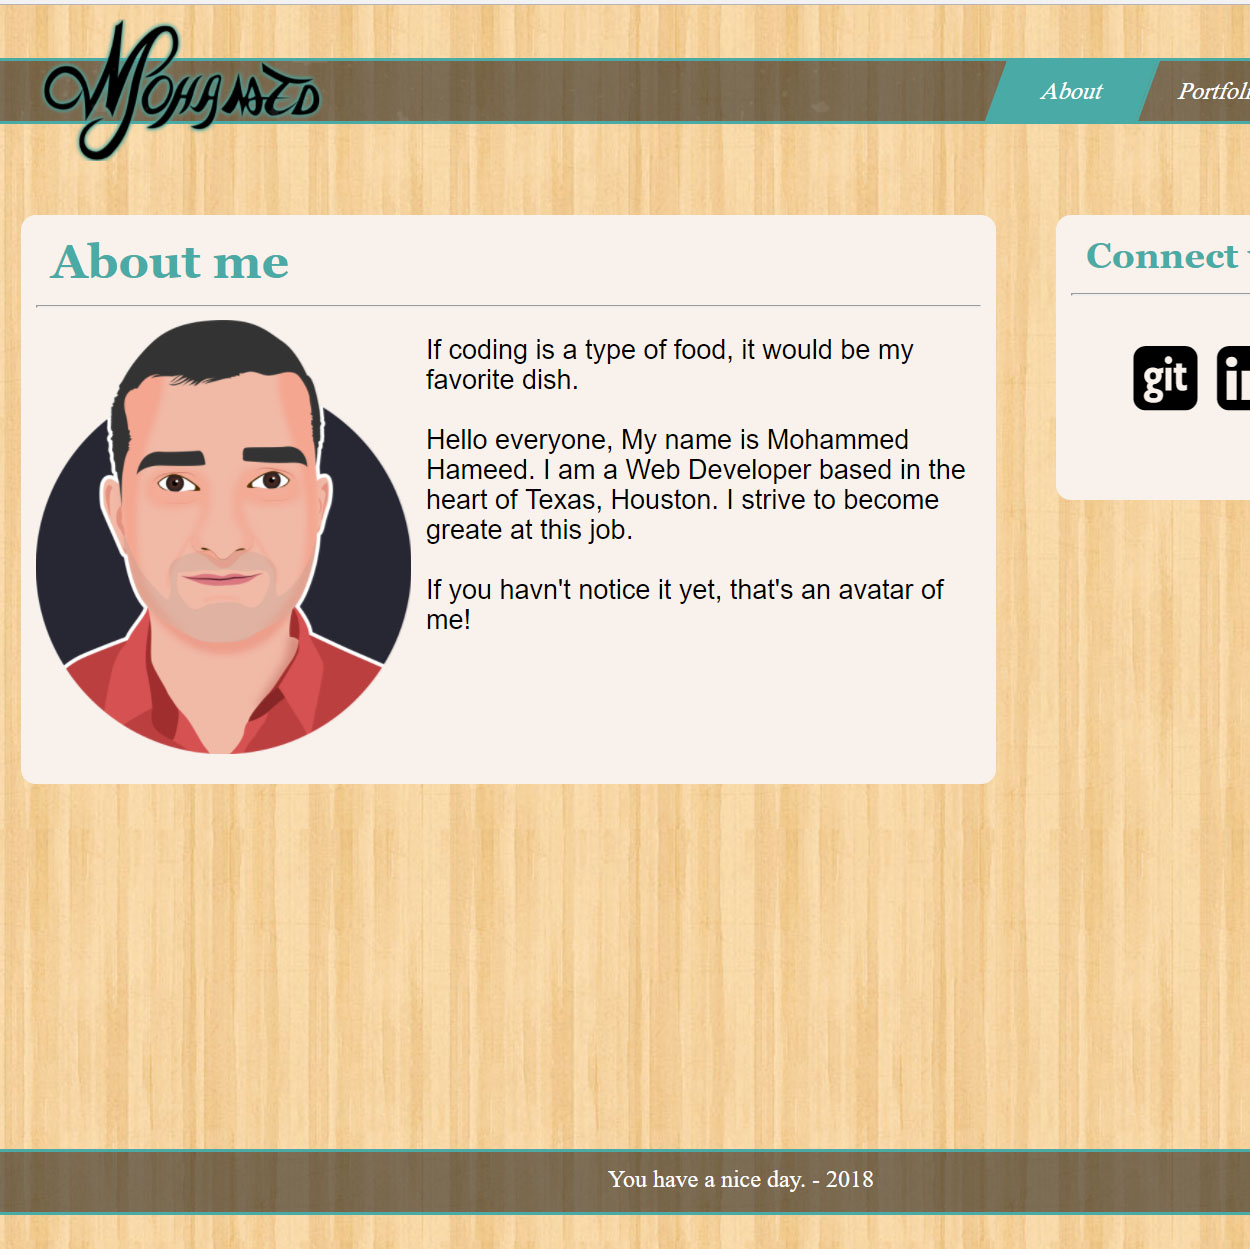 Mohamed
About
About me
If coding is a type of food, it would be my
favorite dish.
Hello everyone, My name is Mohammed
Hameed. I am a Web Developer based in the
heart of Texas, Houston. I strive to become
greate at this job.
If you havn't notice it yet, that's an avatar of
me!
Connect
git
You have a nice day. - 2018